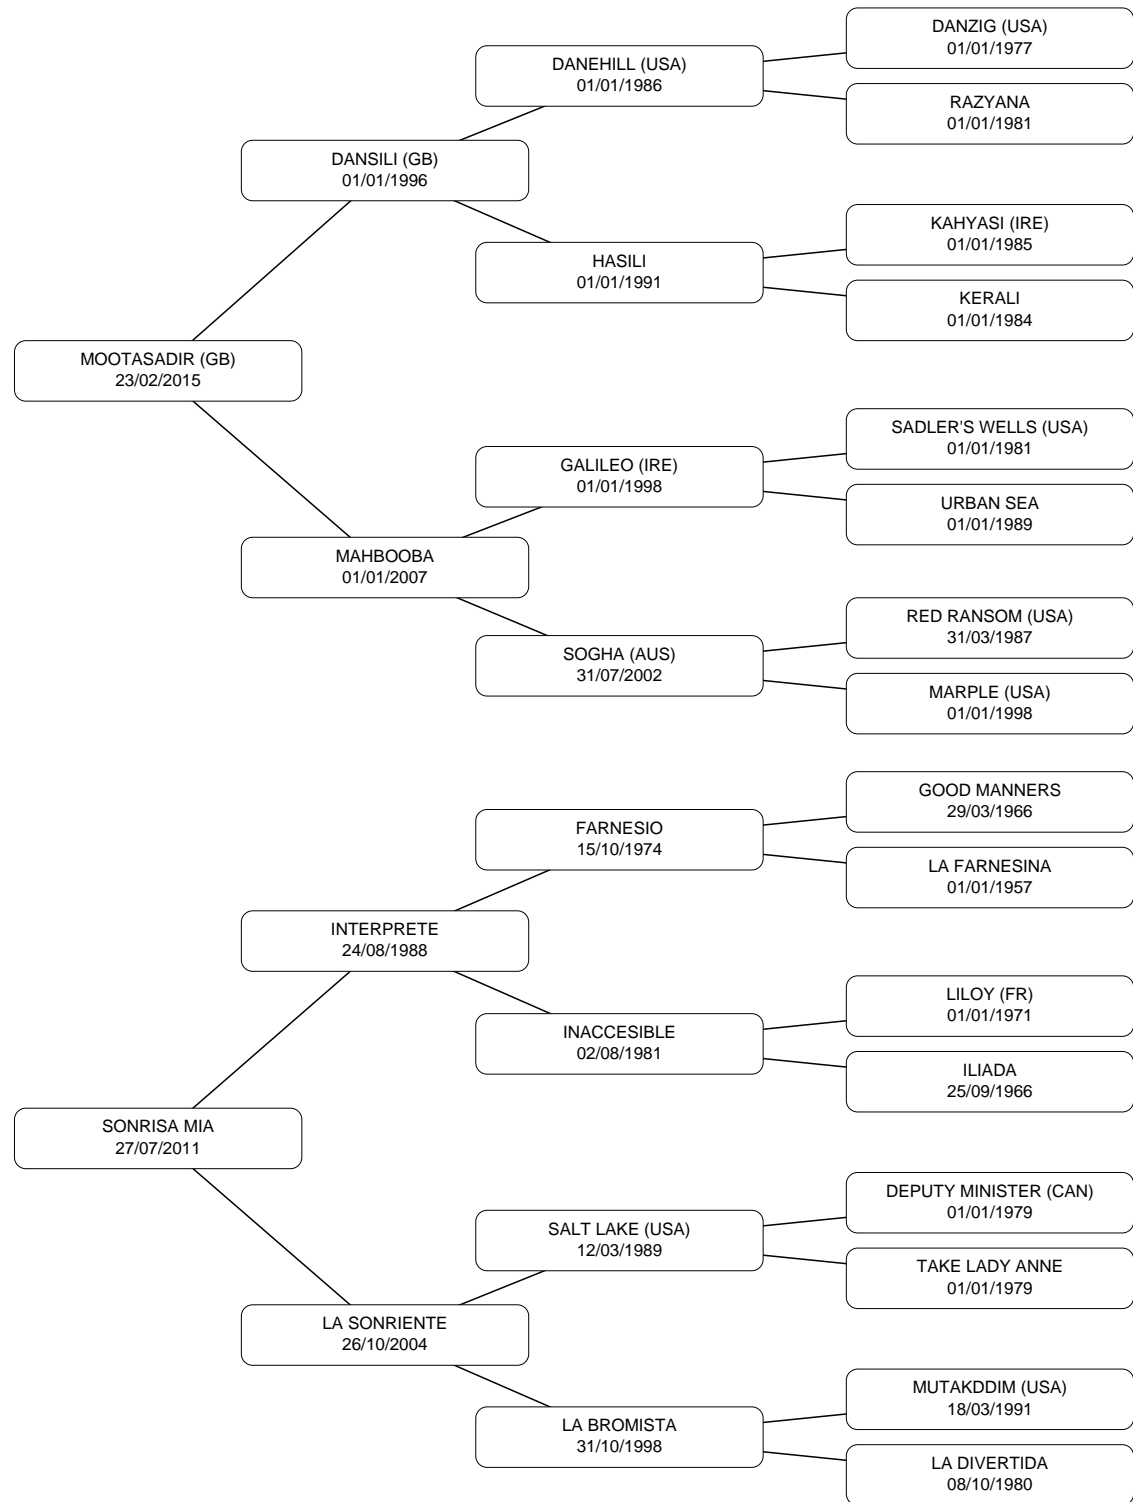 DANZIG (USA)
01/01/1977
DANEHILL (USA)
01/01/1986
RAZYANA
01/01/1981
DANSILI (GB)
01/01/1996
KAHYASI (IRE)
01/01/1985
HASILI
01/01/1991
KERALI
01/01/1984
MOOTASADIR (GB)
23/02/2015
SADLER'S WELLS (USA)
01/01/1981
GALILEO (IRE)
01/01/1998
URBAN SEA
01/01/1989
MAHBOOBA
01/01/2007
RED RANSOM (USA)
31/03/1987
SOGHA (AUS)
31/07/2002
MARPLE (USA)
01/01/1998
GOOD MANNERS
29/03/1966
FARNESIO
15/10/1974
LA FARNESINA
01/01/1957
INTERPRETE
24/08/1988
LILOY (FR)
01/01/1971
INACCESIBLE
02/08/1981
ILIADA
25/09/1966
SONRISA MIA
27/07/2011
DEPUTY MINISTER (CAN)
01/01/1979
SALT LAKE (USA)
12/03/1989
TAKE LADY ANNE
01/01/1979
LA SONRIENTE
26/10/2004
MUTAKDDIM (USA)
18/03/1991
LA BROMISTA
31/10/1998
LA DIVERTIDA
08/10/1980